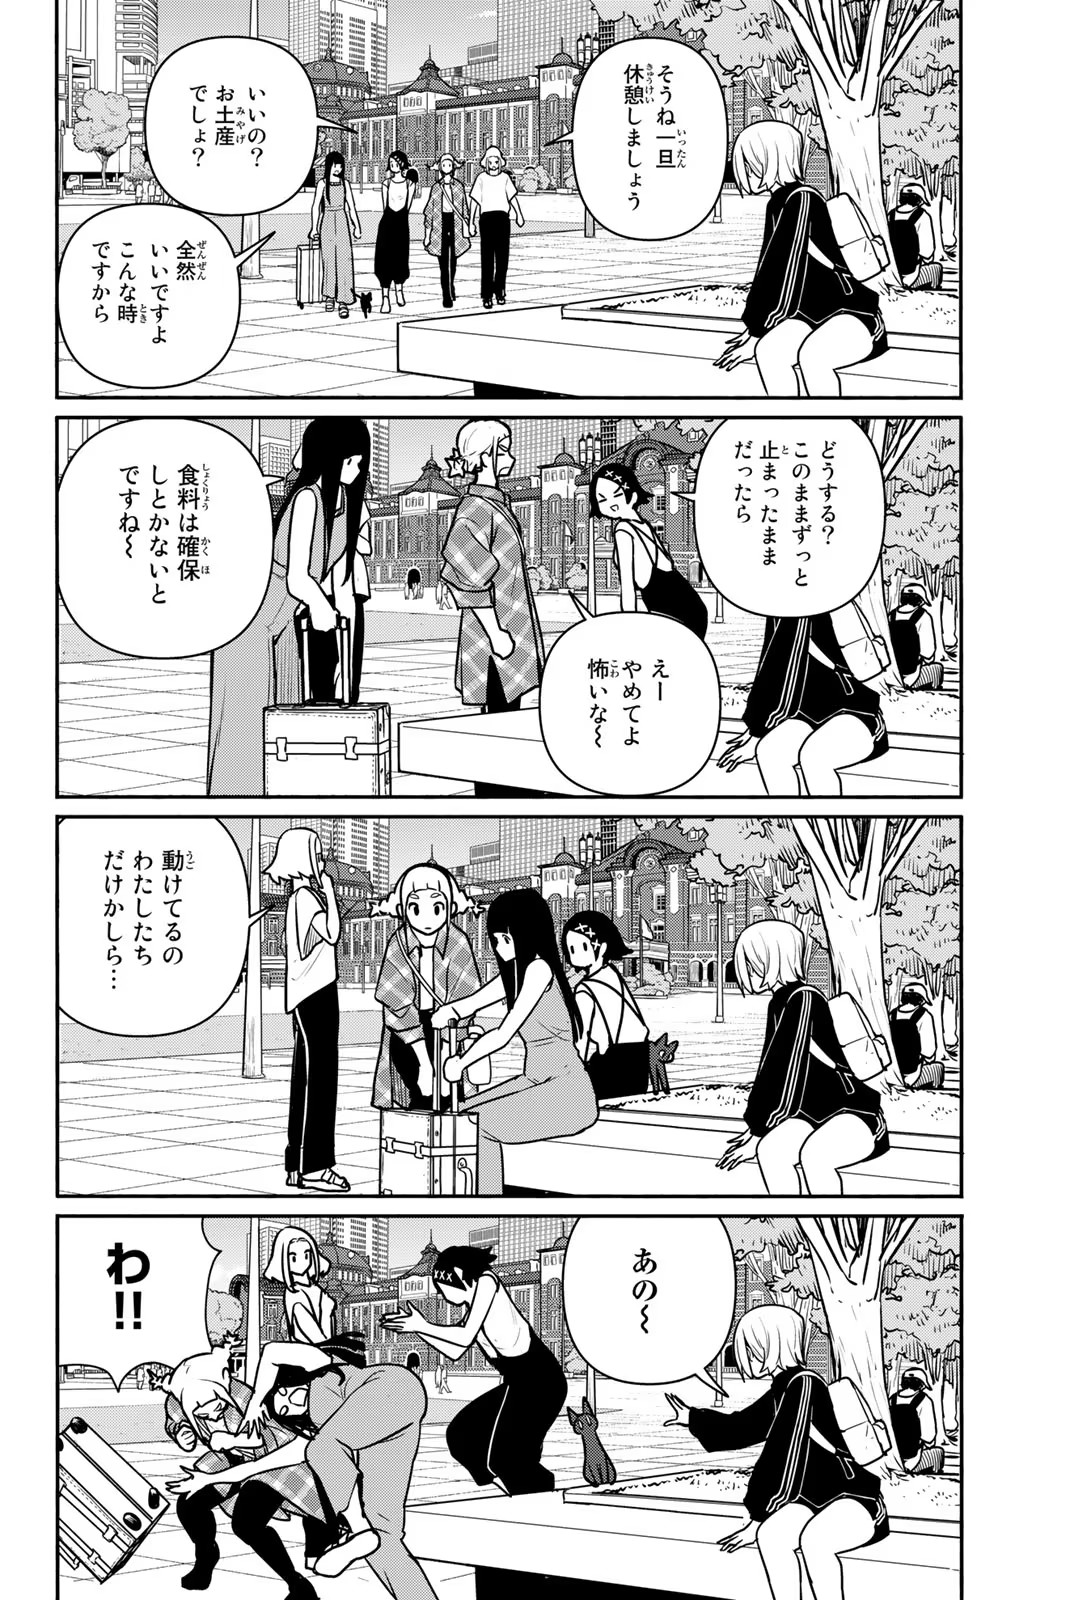 そうね一旦
休憩しましょう
いいの？
お土産
でしょ？
全然
いいですよ
こんな時
ですから
どうする？
このままずっと
止まったまま
だったら
えー
やめてよ
怖いな〜
食料は確保
しとかないと
ですね〜
動けてるの
わたしたち
だけかしら…
あの〜
わ!!